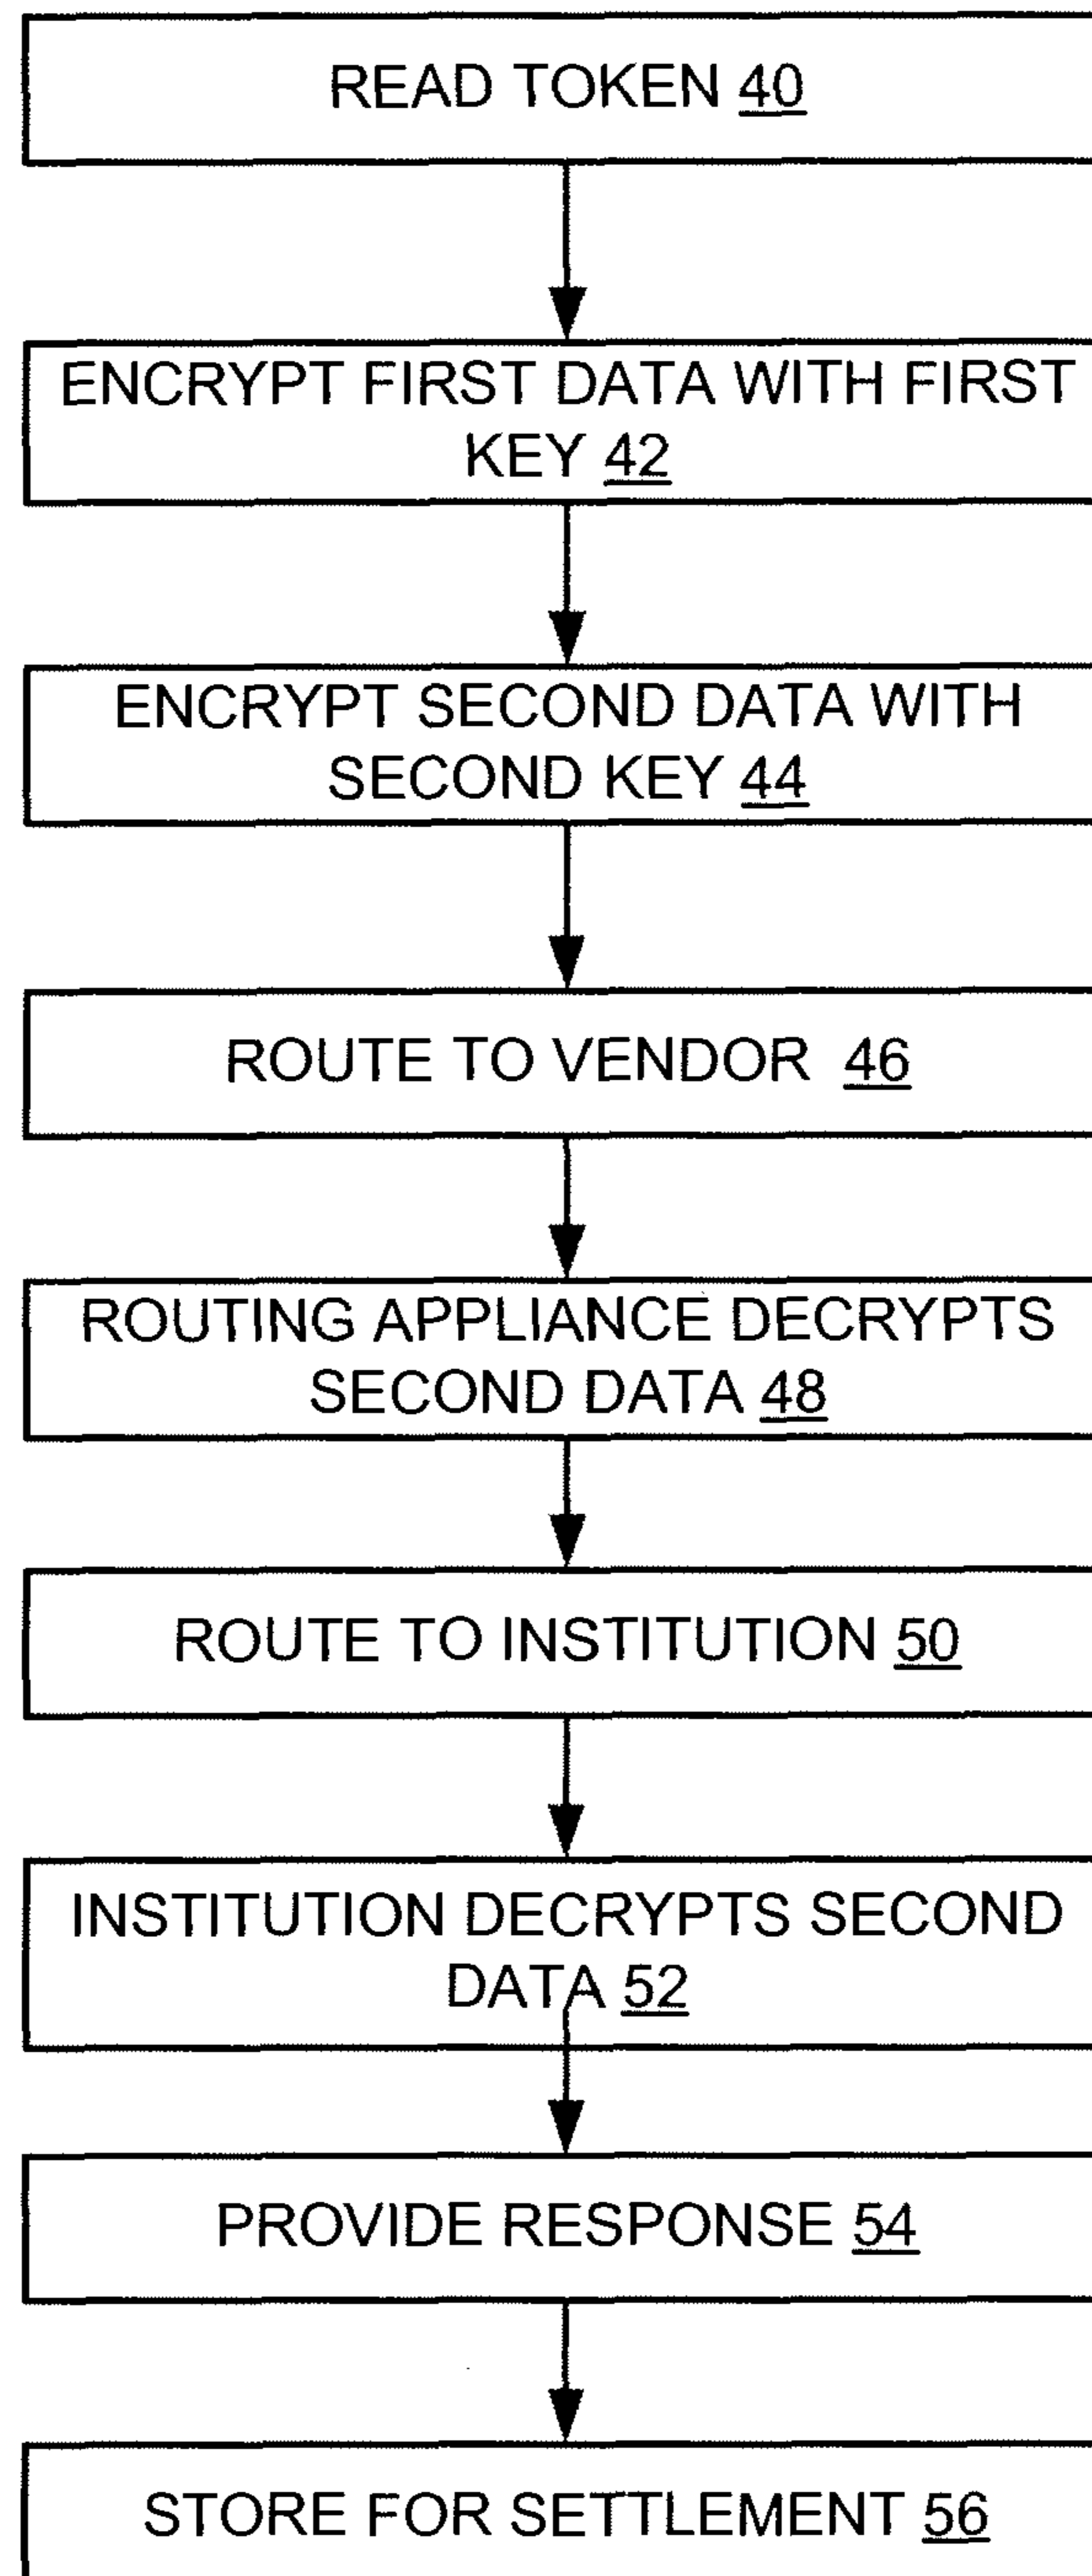 READ TOKEN 40
ENCRYPT FIRST DATA WITH FIRST
KEY 42
ENCRYPT SECOND DATA WITH
SECOND KEY 44
ROUTE TO VENDOR 46
ROUTING APPLIANCE DECRYPTS
SECOND DATA 48
ROUTE TO INSTITUTION 50
INSTITUTION DECRYPTS SECOND
DATA 52
PROVIDE RESPONSE 54
STORE FOR SETTLEMENT 56